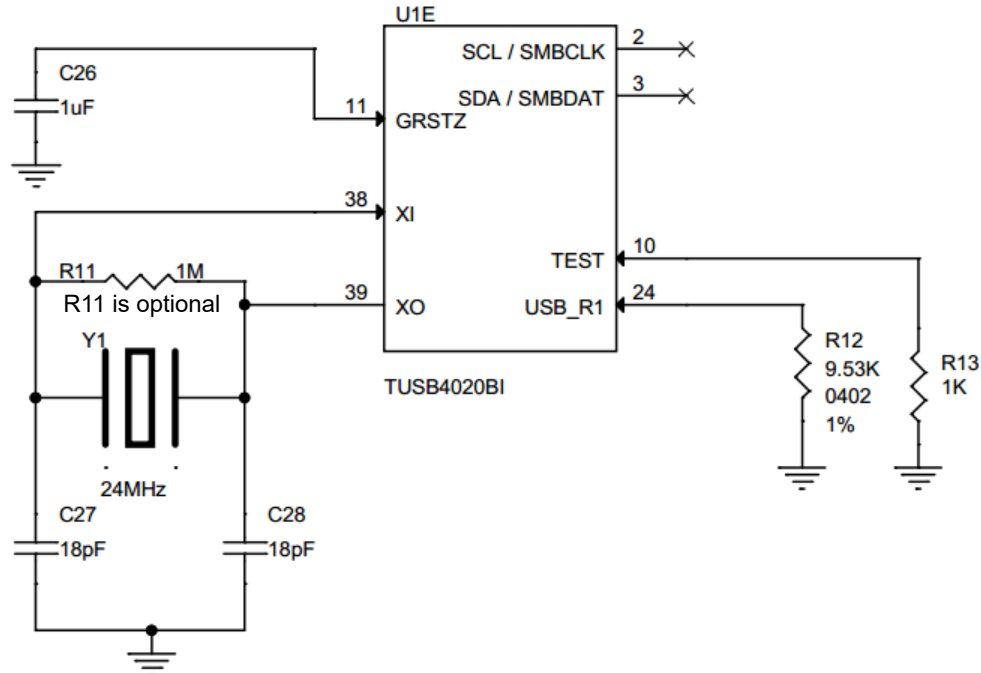 U1E
SCL / SMBCLK
2
SDA / SMBDAT
3
C26
1uF
11
GRSTZ
38
XI
R11
1M
R11 is optional
39
XO
TEST
10
USB_R1
24
Y1
24MHz
TUSB4020BI
R12
9.53K
0402
1%
R13
1K
C27
18pF
C28
18pF